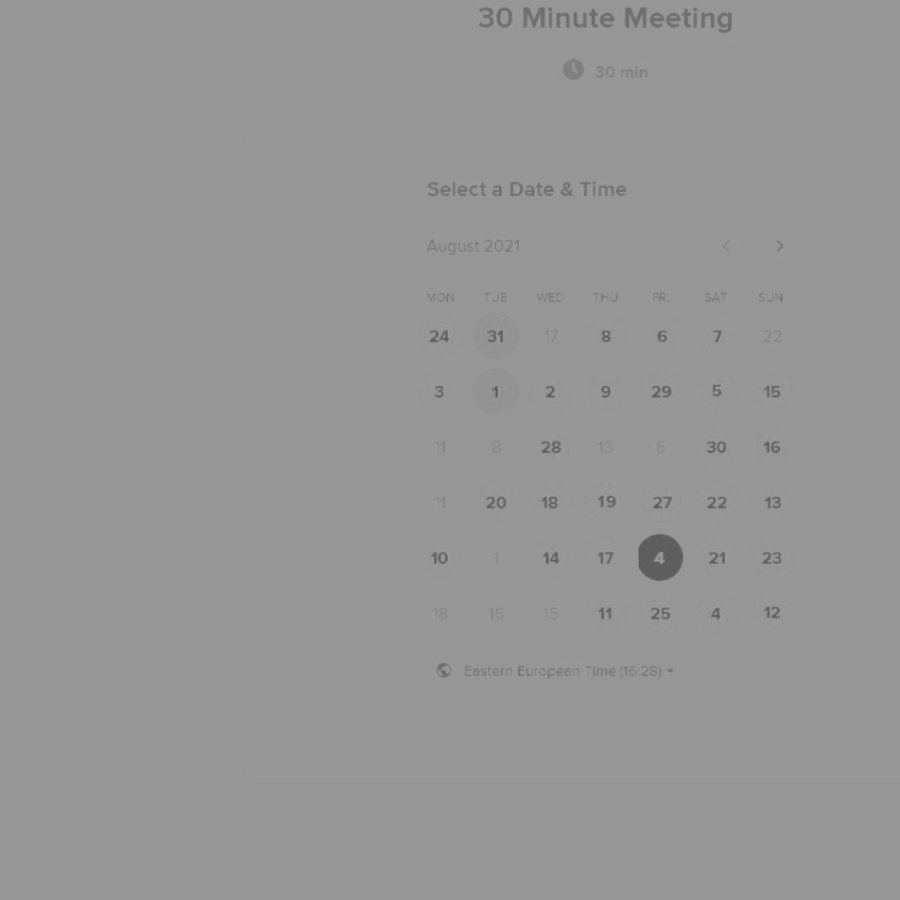 30 Minute Meeting
30 min
Select a Date & Time
August 2021
MON TUE WED THU FRI SAT SUN
24 31 17 8 6 7 22
3 1 2 9 29 5 15
11 8 28 13 6 30 16
11 20 18 19 27 22 13
10 1 14 17 4 21 23
18 15 15 11 25 4 12
Eastern European Time (16:28)